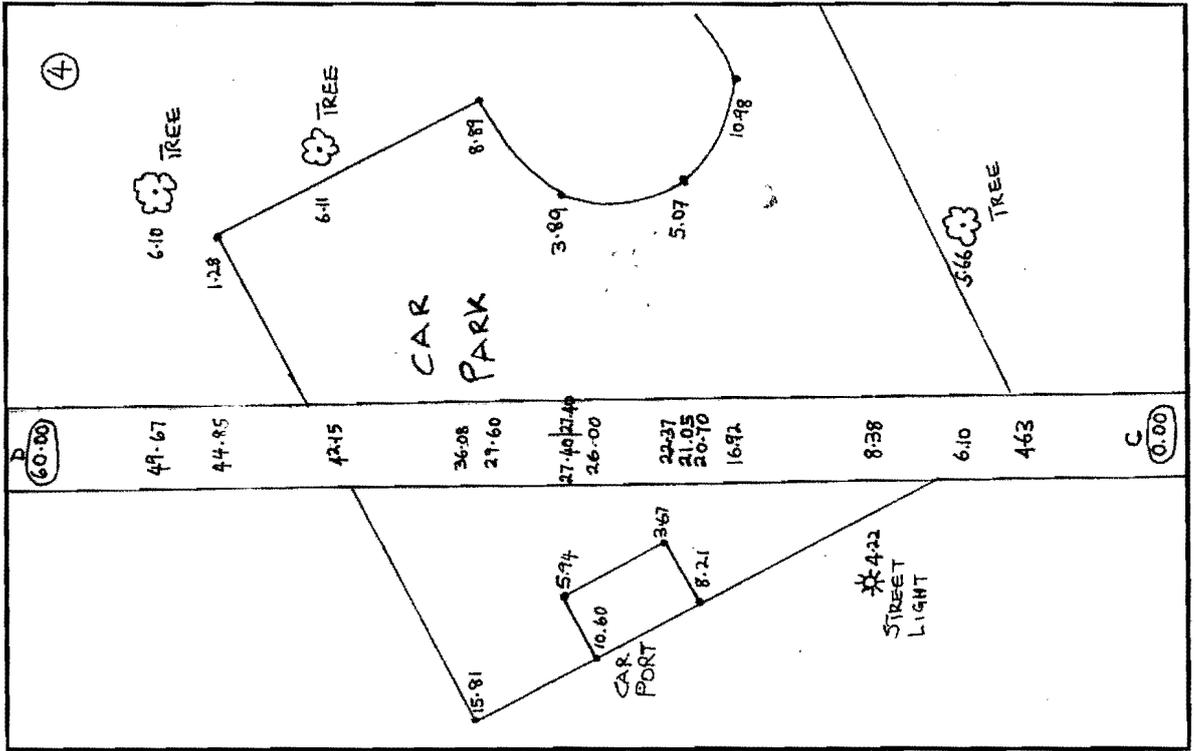 D
60.00
4
49.67
6.10
TREE
44.85
1.28
6.11
TREE
42.15
CAR
PARK
36.08
15.81
29.60
8.89
5.94
27.40|27.40
3.89
10.60
26.00
CAR
PORT
3.67
22.37
21.05
5.07
8.21
20.70
16.92
10.98
4.22
8.38
STREET
LIGHT
6.10
5.66
TREE
4.63
C
0.00